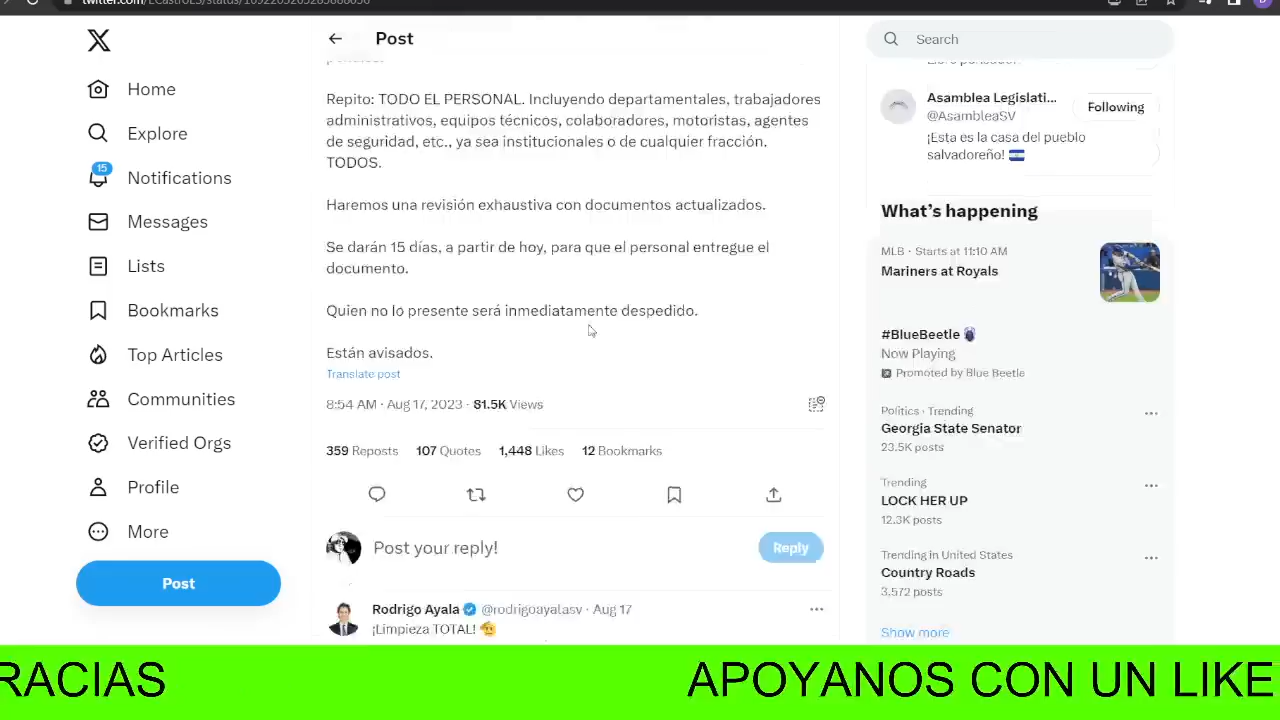 Post
Search
Home
Explore
15
Notifications
Messages
Lists
Bookmarks
Top Articles
Communities
Verified Orgs
Profile
More
Post
Repito: TODO EL PERSONAL. Incluyendo departamentales, trabajadores
administrativos, equipos técnicos, colaboradores, motoristas, agentes
de seguridad, etc., ya sea institucionales o de cualquier fracción.
TODOS.
Haremos una revisión exhaustiva con documentos actualizados.
Se darán 15 días, a partir de hoy, para que el personal entregue el
documento.
Quien no lo presente será inmediatamente despedido.
Están avisados.
Translate post
8:54 AM · Aug 17, 2023 · 81.5K Views
359 Reposts 107 Quotes 1,448 Likes 12 Bookmarks
Post your reply!
Reply
Rodrigo Ayala @rodrigoayalasv · Aug 17
¡Limpieza TOTAL!
Asamblea Legislati...
@AsambleaSV
Following
¡Esta es la casa del pueblo
salvadoreño!
What's happening
MLB · Starts at 11:10 AM
Mariners at Royals
#BlueBeetle
Now Playing
Promoted by Blue Beetle
Politics · Trending
Georgia State Senator
23.5K posts
Trending
LOCK HER UP
12.3K posts
Trending in United States
Country Roads
3,572 posts
Show more
RACIAS
APOYANOS CON UN LIKE